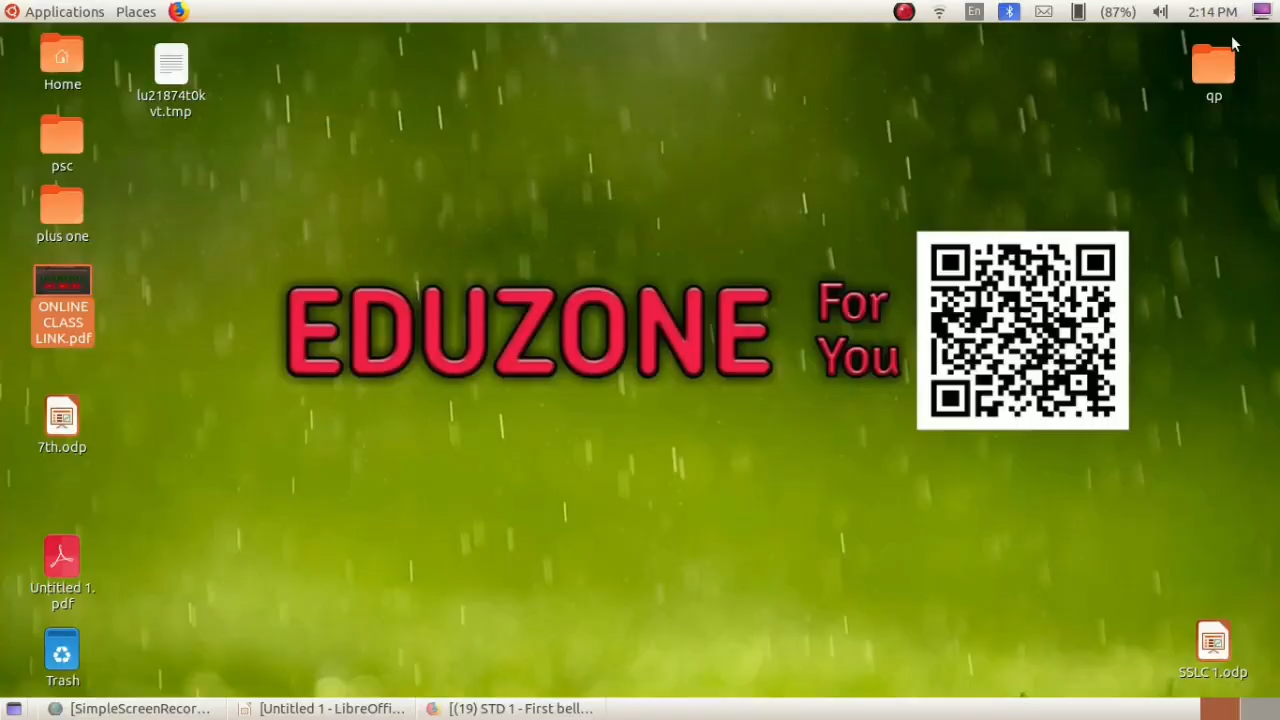 Applications Places En (87%) 2:14 PM
Home
lu21874t0k
vt.tmp
qp
psc
plus one
ONLINE
CLASS
LINK.pdf
EDUZONE For
You
7th.odp
Untitled 1.
pdf
Trash
SSLC 1.odp
[SimpleScreenRecor... [Untitled 1 - LibreOffi... [(19) STD 1 - First bell...